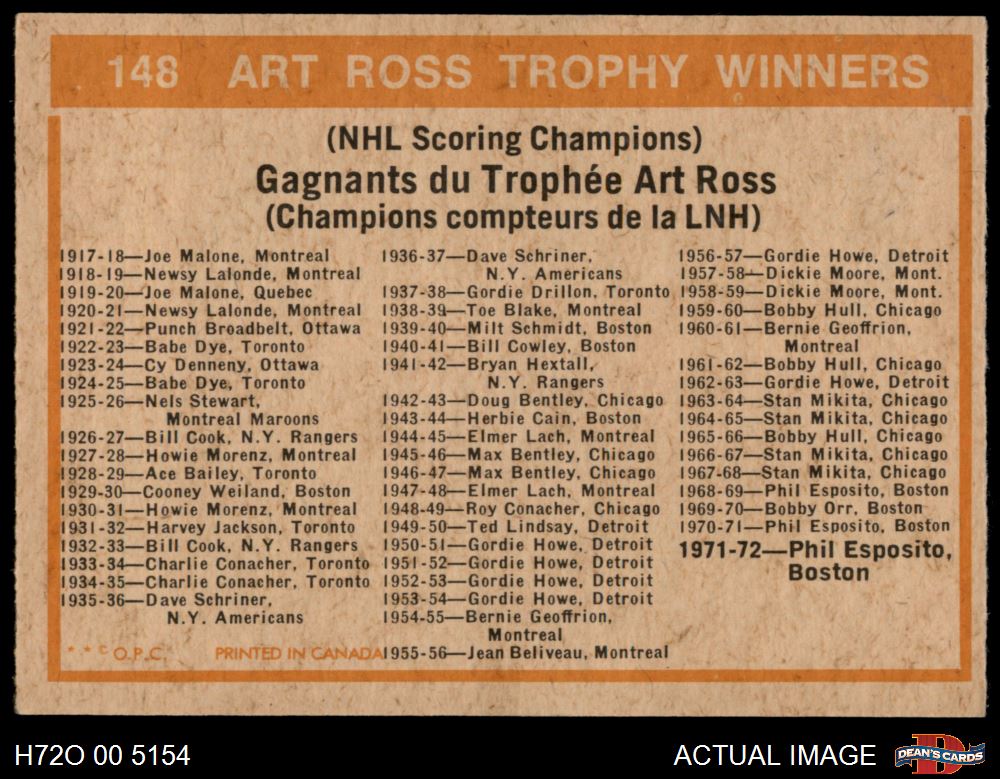 148 ART ROSS TROPHY WINNERS
(NHL Scoring Champions)
Gagnants du Trophée Art Ross
(Champions compteurs de la LNH)
1917-18—Joe Malone, Montreal
1918-19—Newsy Lalonde, Montreal
1919-20—Joe Malone, Quebec
1920-21—Newsy Lalonde, Montreal
1921-22—Punch Broadbelt, Ottawa
1922-23—Babe Dye, Toronto
1923-24—Cy Denneny, Ottawa
1924-25—Babe Dye, Toronto
1925-26—Nels Stewart,
Montreal Maroons
1926-27—Bill Cook, N.Y. Rangers
1927-28—Howie Morenz, Montreal
1928-29—Ace Bailey, Toronto
1929-30—Cooney Weiland, Boston
1930-31—Howie Morenz, Montreal
1931-32—Harvey Jackson, Toronto
1932-33—Bill Cook, N.Y. Rangers
1933-34—Charlie Conacher, Toronto
1934-35—Charlie Conacher, Toronto
1935-36—Dave Schriner,
N.Y. Americans
* * © O.P.C. PRINTED IN CANADA
1936-37—Dave Schriner,
N.Y. Americans
1937-38—Gordie Drillon, Toronto
1938-39—Toe Blake, Montreal
1939-40—Milt Schmidt, Boston
1940-41—Bill Cowley, Boston
1941-42—Bryan Hextall,
N.Y. Rangers
1942-43—Doug Bentley, Chicago
1943-44—Herbie Cain, Boston
1944-45—Elmer Lach, Montreal
1945-46—Max Bentley, Chicago
1946-47—Max Bentley, Chicago
1947-48—Elmer Lach, Montreal
1948-49—Roy Conacher, Chicago
1949-50—Ted Lindsay, Detroit
1950-51—Gordie Howe, Detroit
1951-52—Gordie Howe, Detroit
1952-53—Gordie Howe, Detroit
1953-54—Gordie Howe, Detroit
1954-55—Bernie Geoffrion,
Montreal
1955-56—Jean Beliveau, Montreal
1956-57—Gordie Howe, Detroit
1957-58—Dickie Moore, Mont.
1958-59—Dickie Moore, Mont.
1959-60—Bobby Hull, Chicago
1960-61—Bernie Geoffrion,
Montreal
1961-62—Bobby Hull, Chicago
1962-63—Gordie Howe, Detroit
1963-64—Stan Mikita, Chicago
1964-65—Stan Mikita, Chicago
1965-66—Bobby Hull, Chicago
1966-67—Stan Mikita, Chicago
1967-68—Stan Mikita, Chicago
1968-69—Phil Esposito, Boston
1969-70—Bobby Orr, Boston
1970-71—Phil Esposito, Boston
1971-72—Phil Esposito,
Boston
H72O 00 5154
ACTUAL IMAGE
DEAN'S CARDS